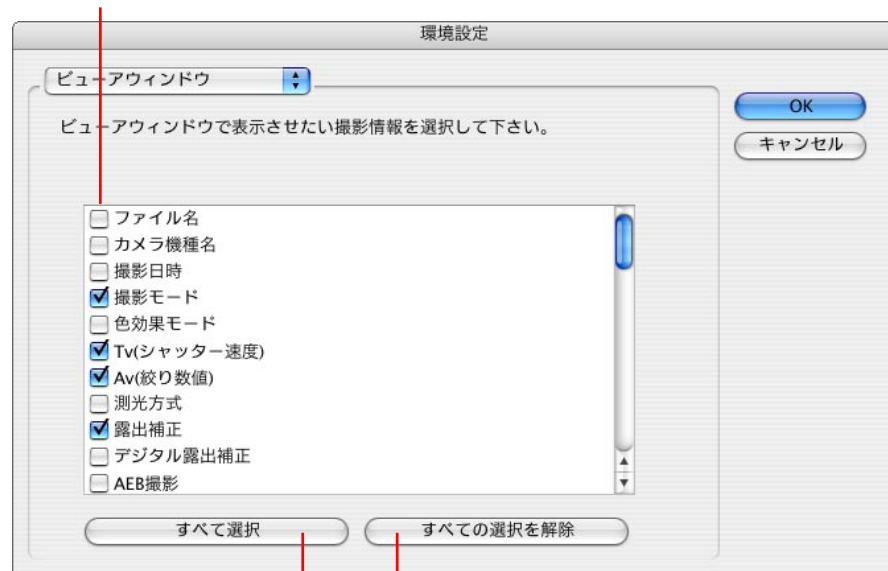 環境設定
ビューアウィンドウ
OK
ビューアウィンドウで表示させたい撮影情報を選択して下さい。
キャンセル
ファイル名
カメラ機種名
撮影日時
撮影モード
色効果モード
Tv(シャッター速度)
Av(絞り数値)
測光方式
露出補正
デジタル露出補正
AEB撮影
すべて選択
すべての選択を解除